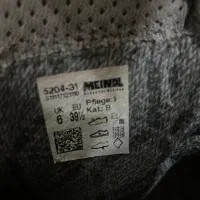 5204-31 MEINDL
UK EU Pflege: 1
6 39½ Kat. B